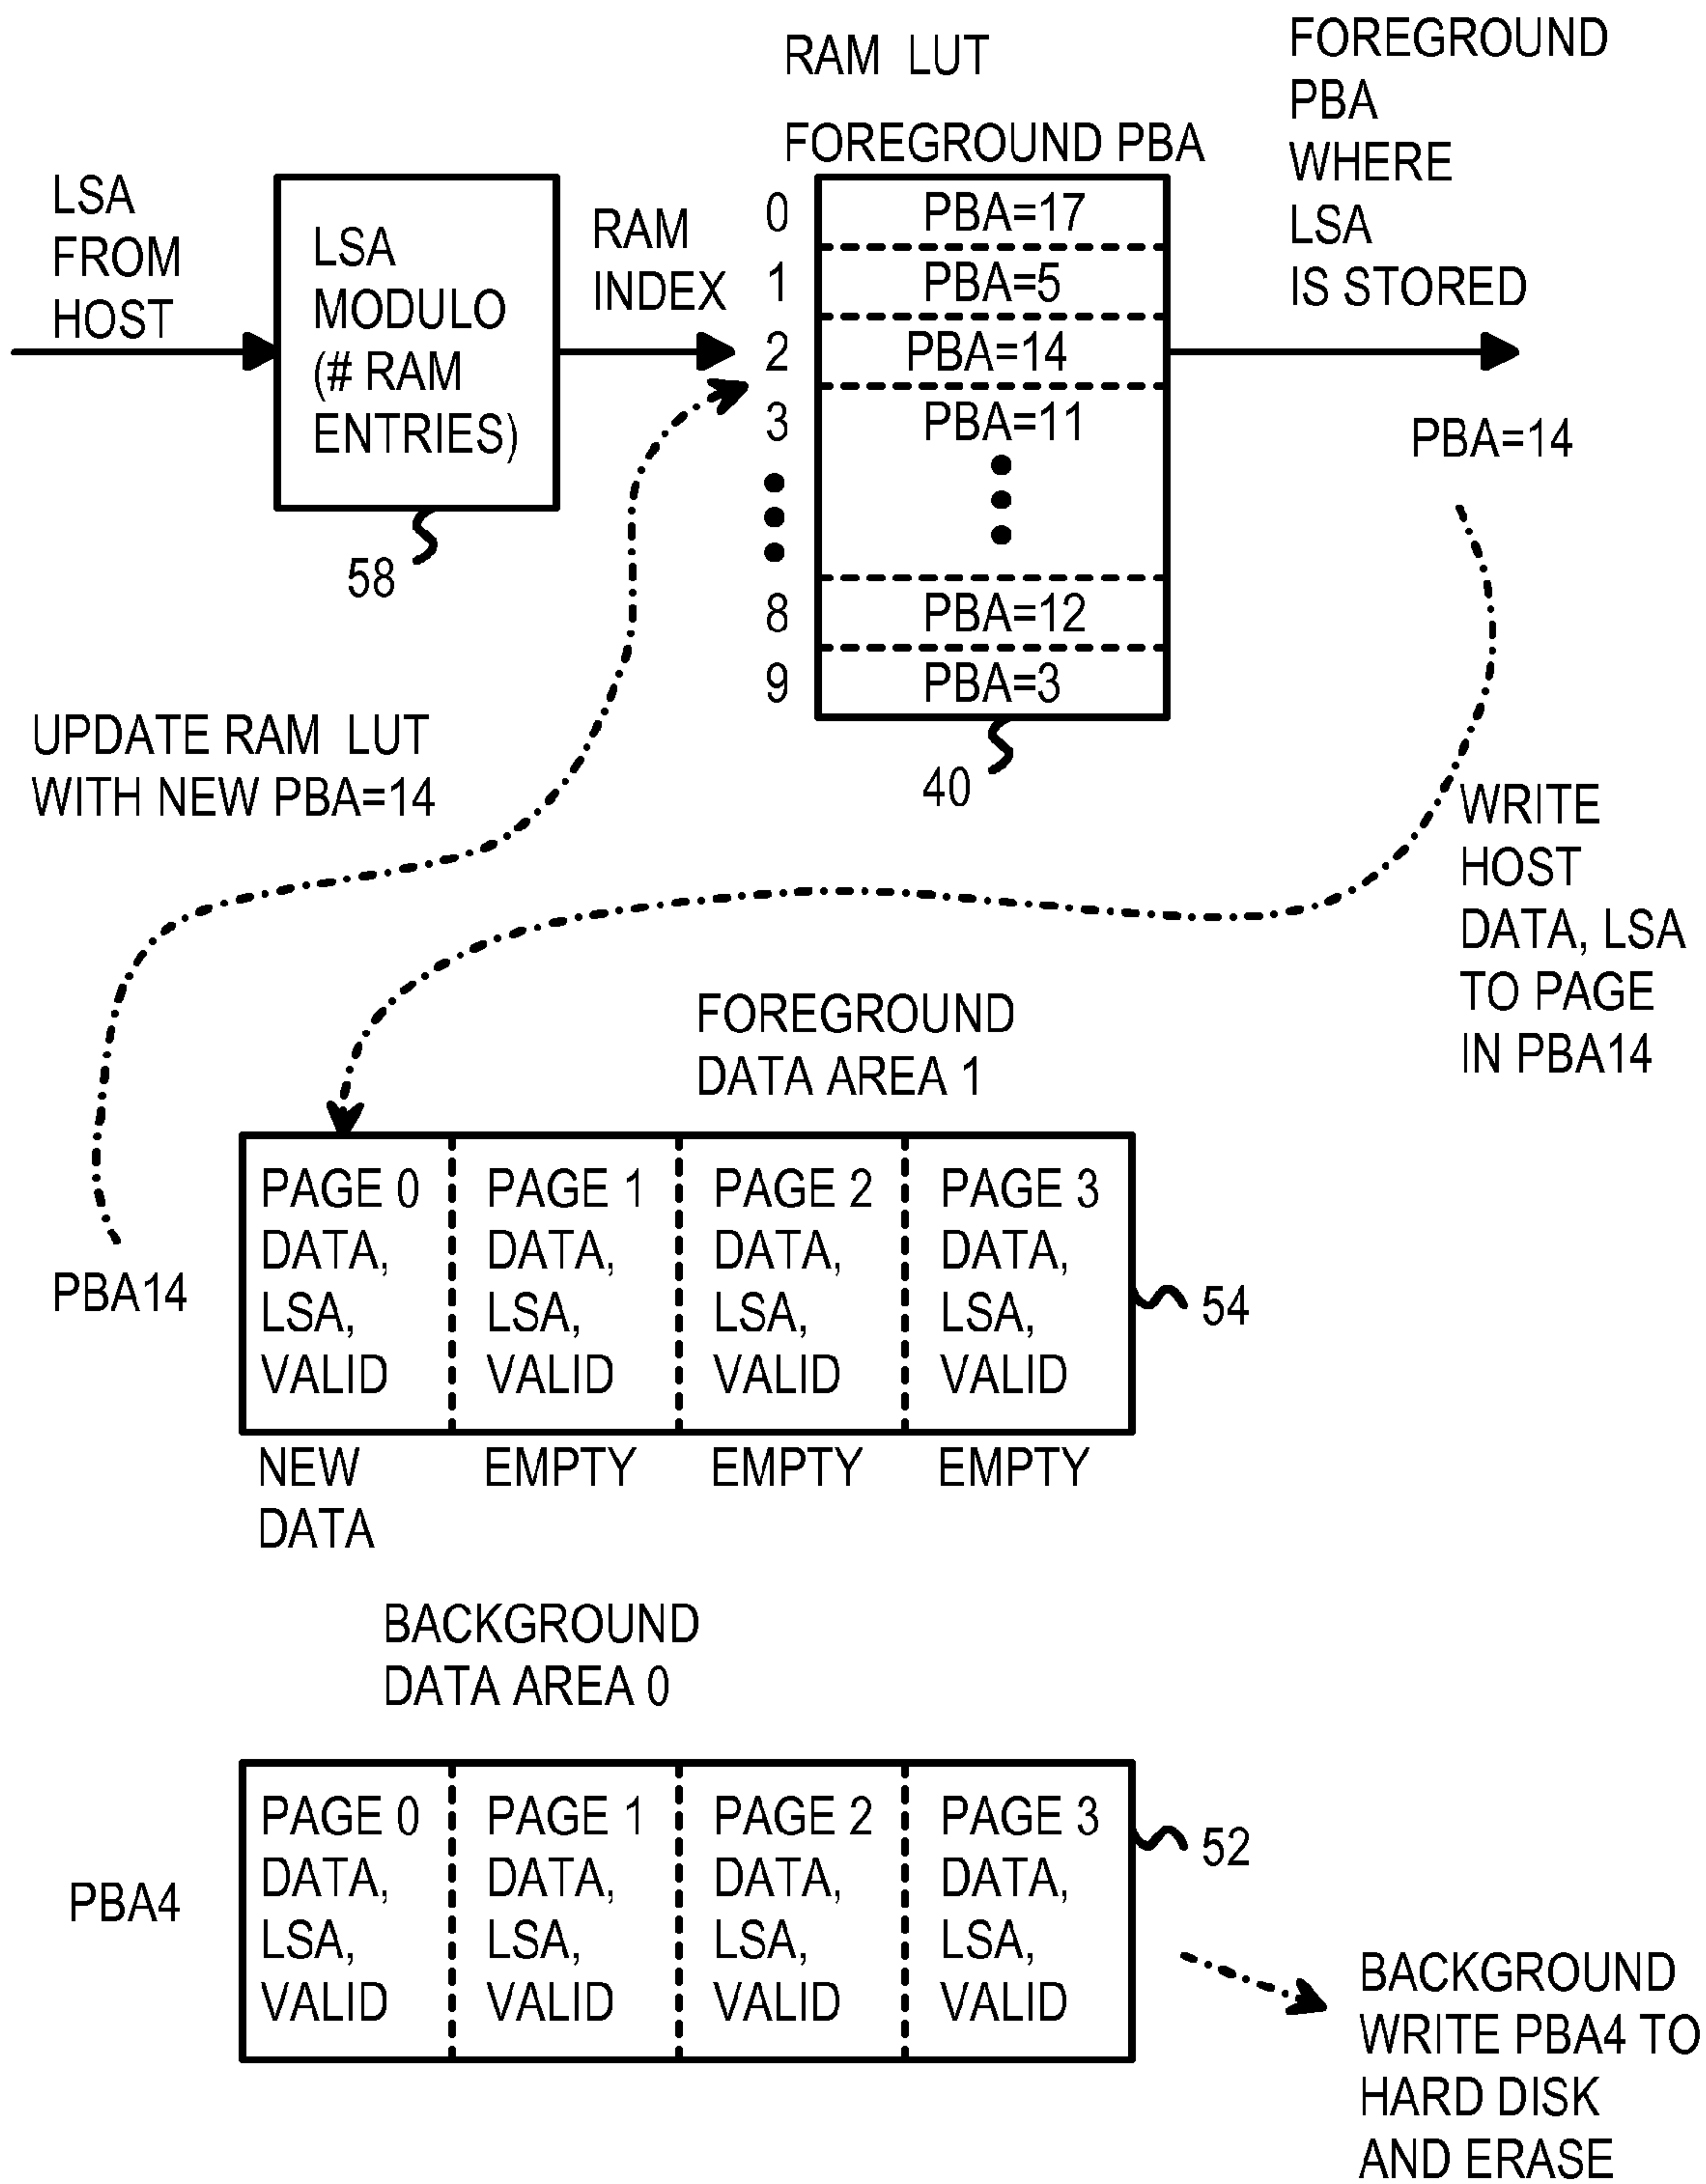 RAM LUT
FOREGROUND PBA
FOREGROUND
PBA
WHERE
LSA
IS STORED
LSA
FROM
HOST
LSA
MODULO
(# RAM
ENTRIES)
58
RAM
INDEX
0 PBA=17
1 PBA=5
2 PBA=14
3 PBA=11
8 PBA=12
9 PBA=3
40
PBA=14
UPDATE RAM LUT
WITH NEW PBA=14
WRITE
HOST
DATA, LSA
TO PAGE
IN PBA14
FOREGROUND
DATA AREA 1
PBA14
PAGE 0 PAGE 1 PAGE 2 PAGE 3
DATA, DATA, DATA, DATA,
LSA, LSA, LSA, LSA,
VALID VALID VALID VALID
54
NEW EMPTY EMPTY EMPTY
DATA
BACKGROUND
DATA AREA 0
PBA4
PAGE 0 PAGE 1 PAGE 2 PAGE 3
DATA, DATA, DATA, DATA,
LSA, LSA, LSA, LSA,
VALID VALID VALID VALID
52
BACKGROUND
WRITE PBA4 TO
HARD DISK
AND ERASE